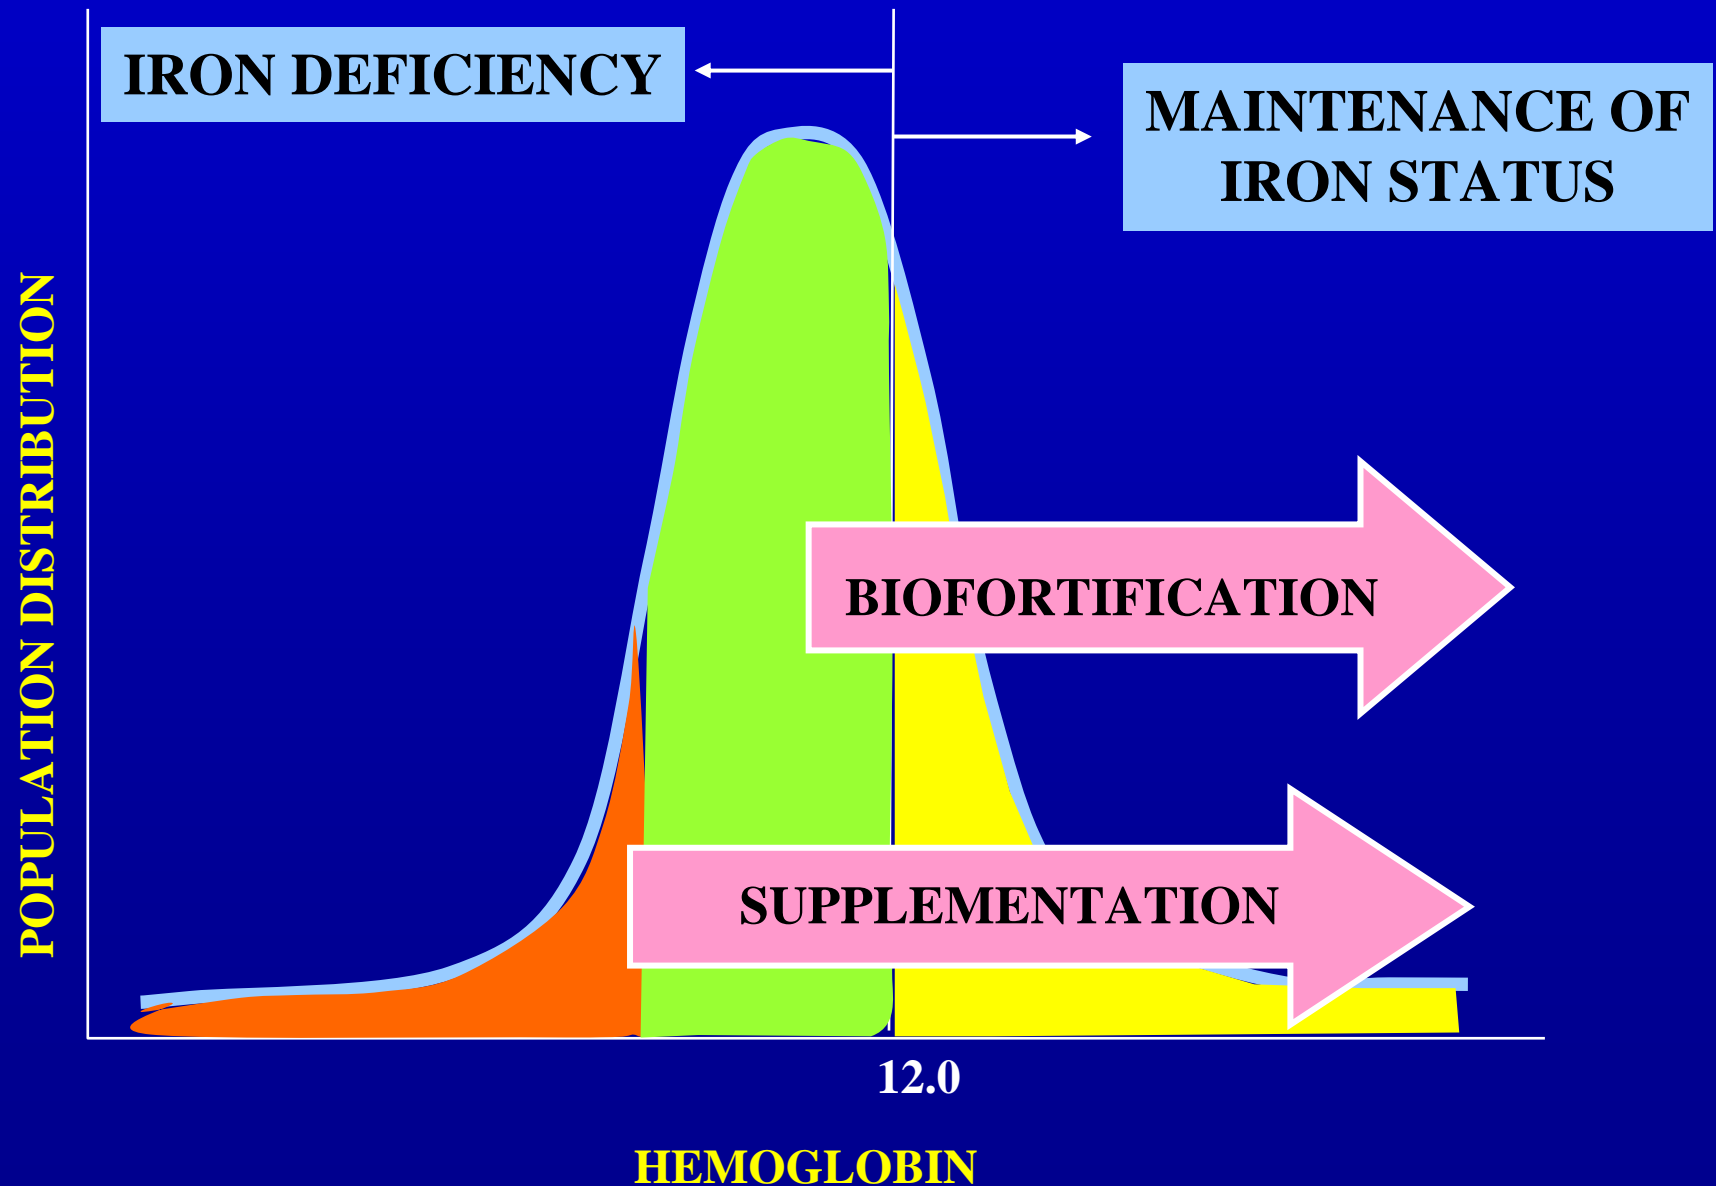 IRON DEFICIENCY
MAINTENANCE OF
IRON STATUS
POPULATION DISTRIBUTION
BIOFORTIFICATION
SUPPLEMENTATION
12.0
HEMOGLOBIN